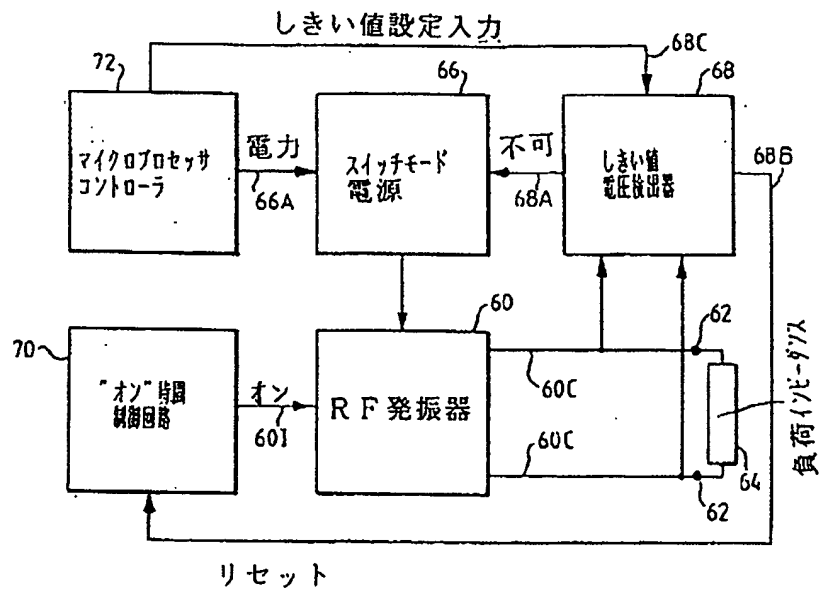 しきい値設定入力
68C
72
66
68
マイクロプロセッサ
コントローラ
電力
66A
スイッチモード
電源
不可
68A
しきい値
電圧検出器
68B
70
"オン"時間
制御回路
オン
60I
60
RF発振器
60C
60C
62
62
64
負荷インピーダンス
リセット